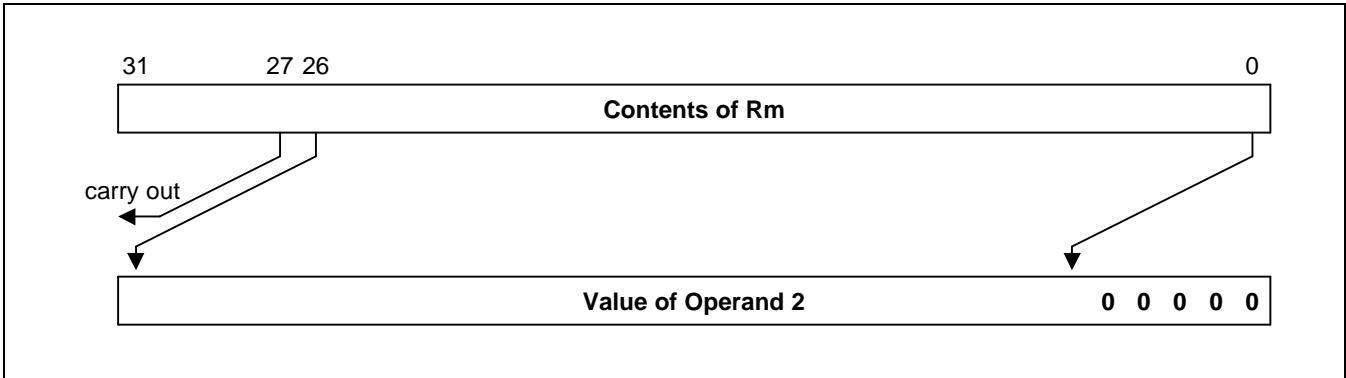 31 27 26 0
Contents of Rm
carry out
Value of Operand 2 0 0 0 0 0